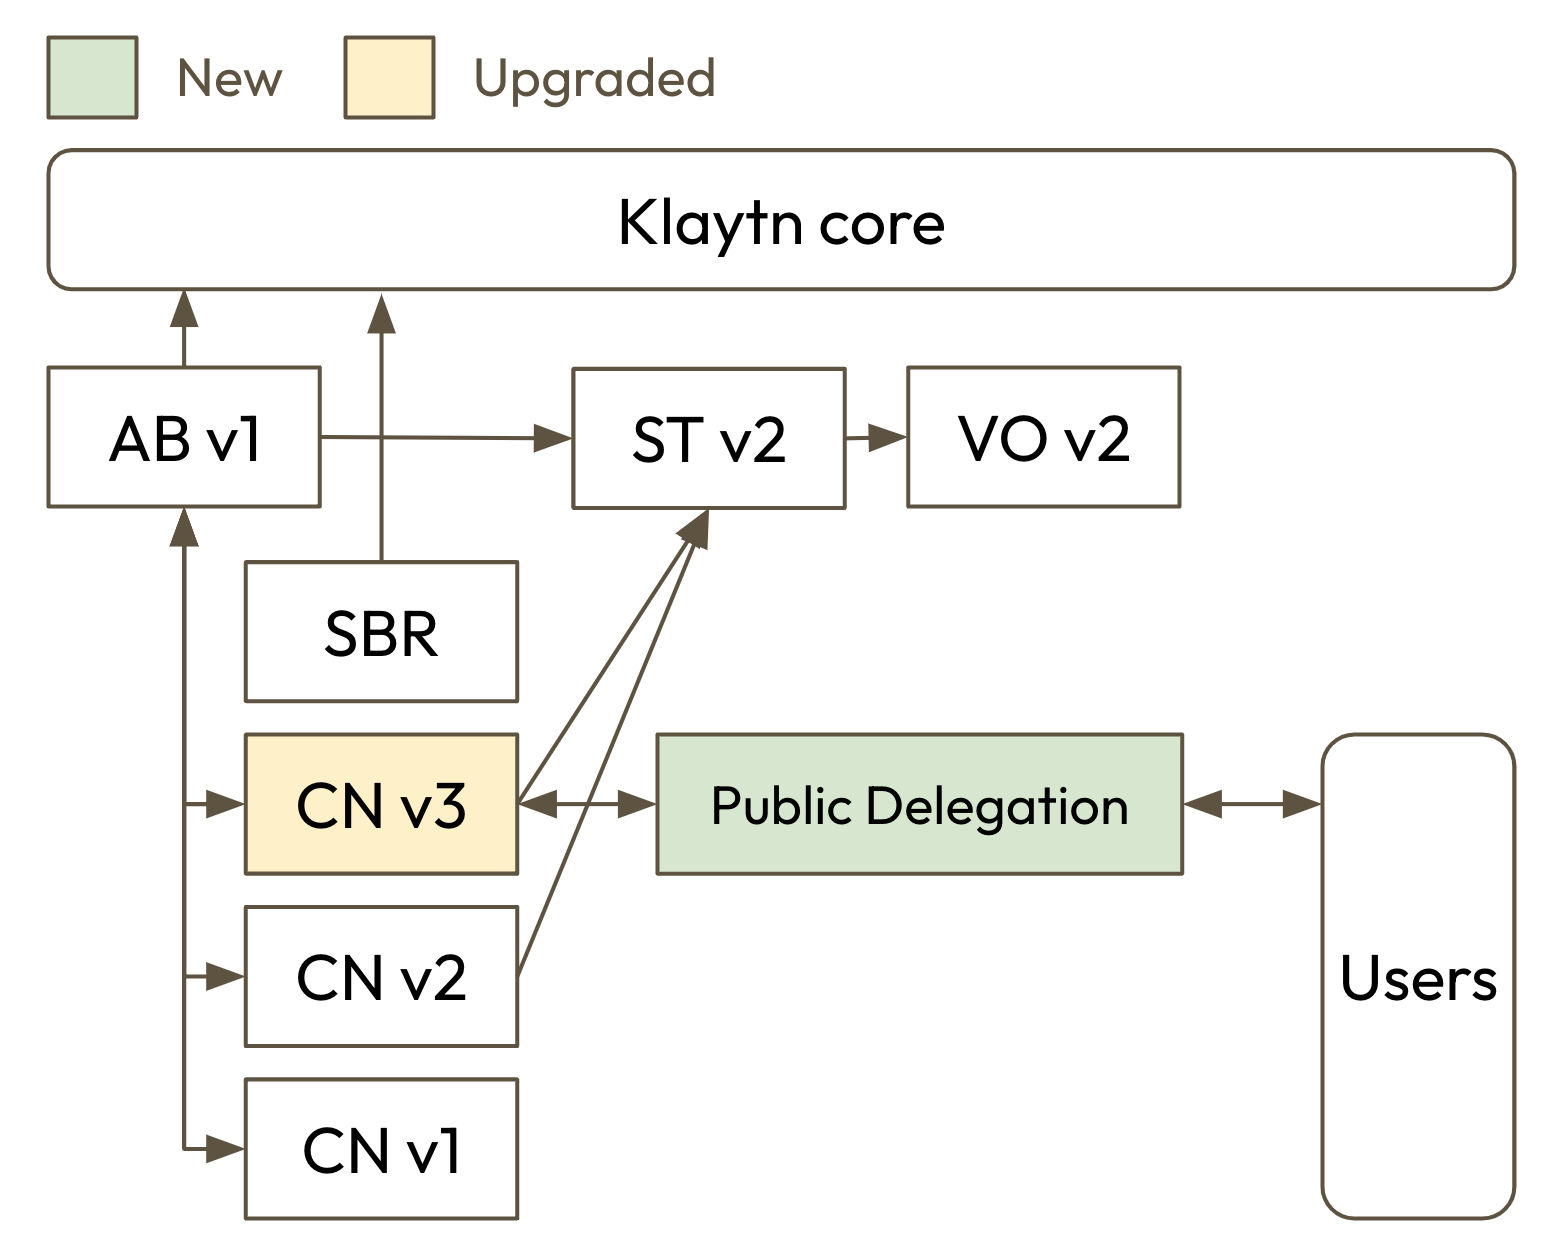 New
Upgraded
Klaytn core
AB v1
ST v2
VO v2
SBR
CN v3
Public Delegation
CN v2
Users
CN v1